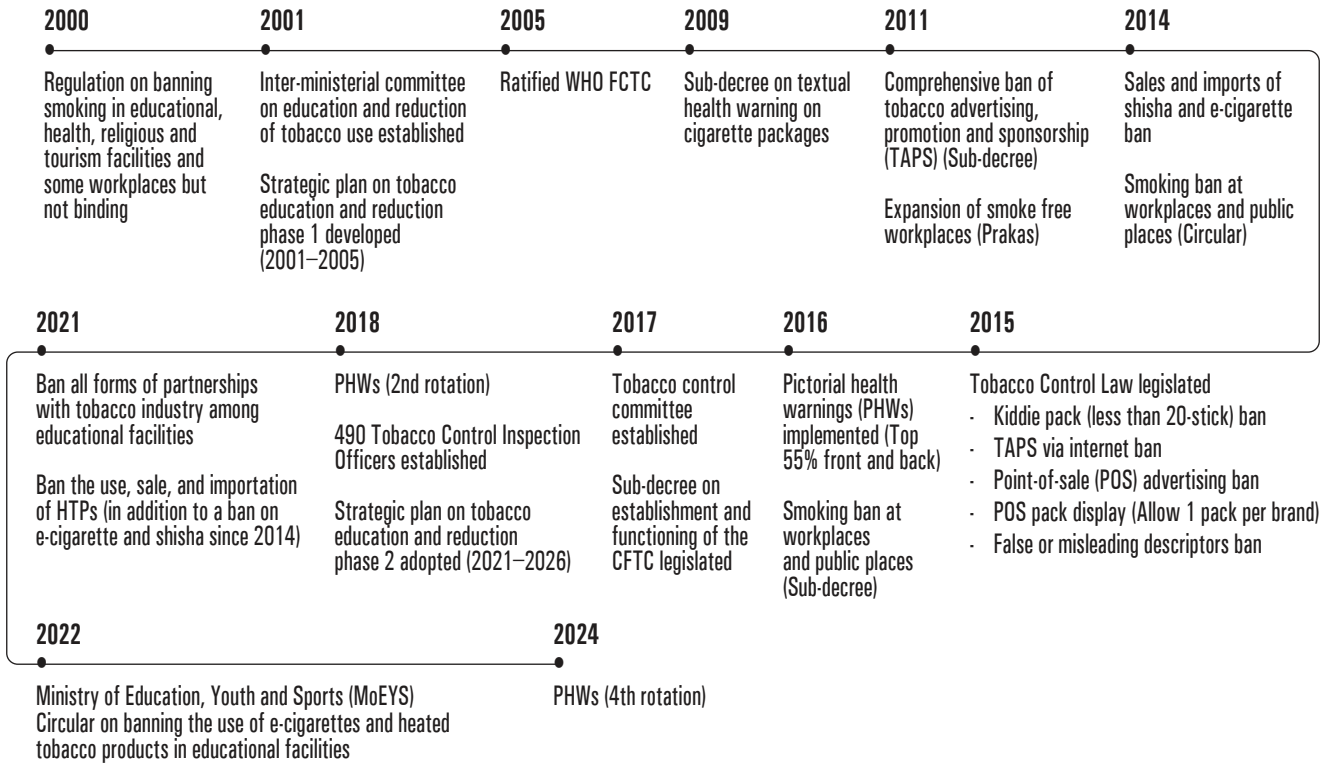 2000
Regulation on banning
smoking in educational,
health, religious and
tourism facilities and
some workplaces but
not binding
2001
Inter-ministerial committee
on education and reduction
of tobacco use established
Strategic plan on tobacco
education and reduction
phase 1 developed
(2001–2005)
2005
Ratified WHO FCTC
2009
Sub-decree on textual
health warning on
cigarette packages
2011
Comprehensive ban of
tobacco advertising,
promotion and sponsorship
(TAPS) (Sub-decree)
Expansion of smoke free
workplaces (Prakas)
2014
Sales and imports of
shisha and e-cigarette
ban
Smoking ban at
workplaces and public
places (Circular)
2015
Tobacco Control Law legislated
- Kiddie pack (less than 20-stick) ban
- TAPS via internet ban
- Point-of-sale (POS) advertising ban
- POS pack display (Allow 1 pack per brand)
- False or misleading descriptors ban
2016
Pictorial health
warnings (PHWs)
implemented (Top
55% front and back)
Smoking ban at
workplaces
and public places
(Sub-decree)
2017
Tobacco control
committee
established
Sub-decree on
establishment and
functioning of the
CFTC legislated
2018
PHWs (2nd rotation)
490 Tobacco Control Inspection
Officers established
Strategic plan on tobacco
education and reduction
phase 2 adopted (2021–2026)
2021
Ban all forms of partnerships
with tobacco industry among
educational facilities
Ban the use, sale, and importation
of HTPs (in addition to a ban on
e-cigarette and shisha since 2014)
2022
Ministry of Education, Youth and Sports (MoEYS)
Circular on banning the use of e-cigarettes and heated
tobacco products in educational facilities
2024
PHWs (4th rotation)